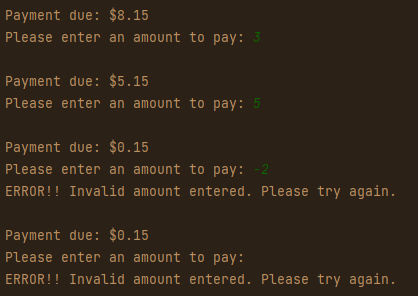 Payment due: $8.15
Please enter an amount to pay: 3
Payment due: $5.15
Please enter an amount to pay: 5
Payment due: $0.15
Please enter an amount to pay: -2
ERROR!! Invalid amount entered. Please try again.
Payment due: $0.15
Please enter an amount to pay:
ERROR!! Invalid amount entered. Please try again.